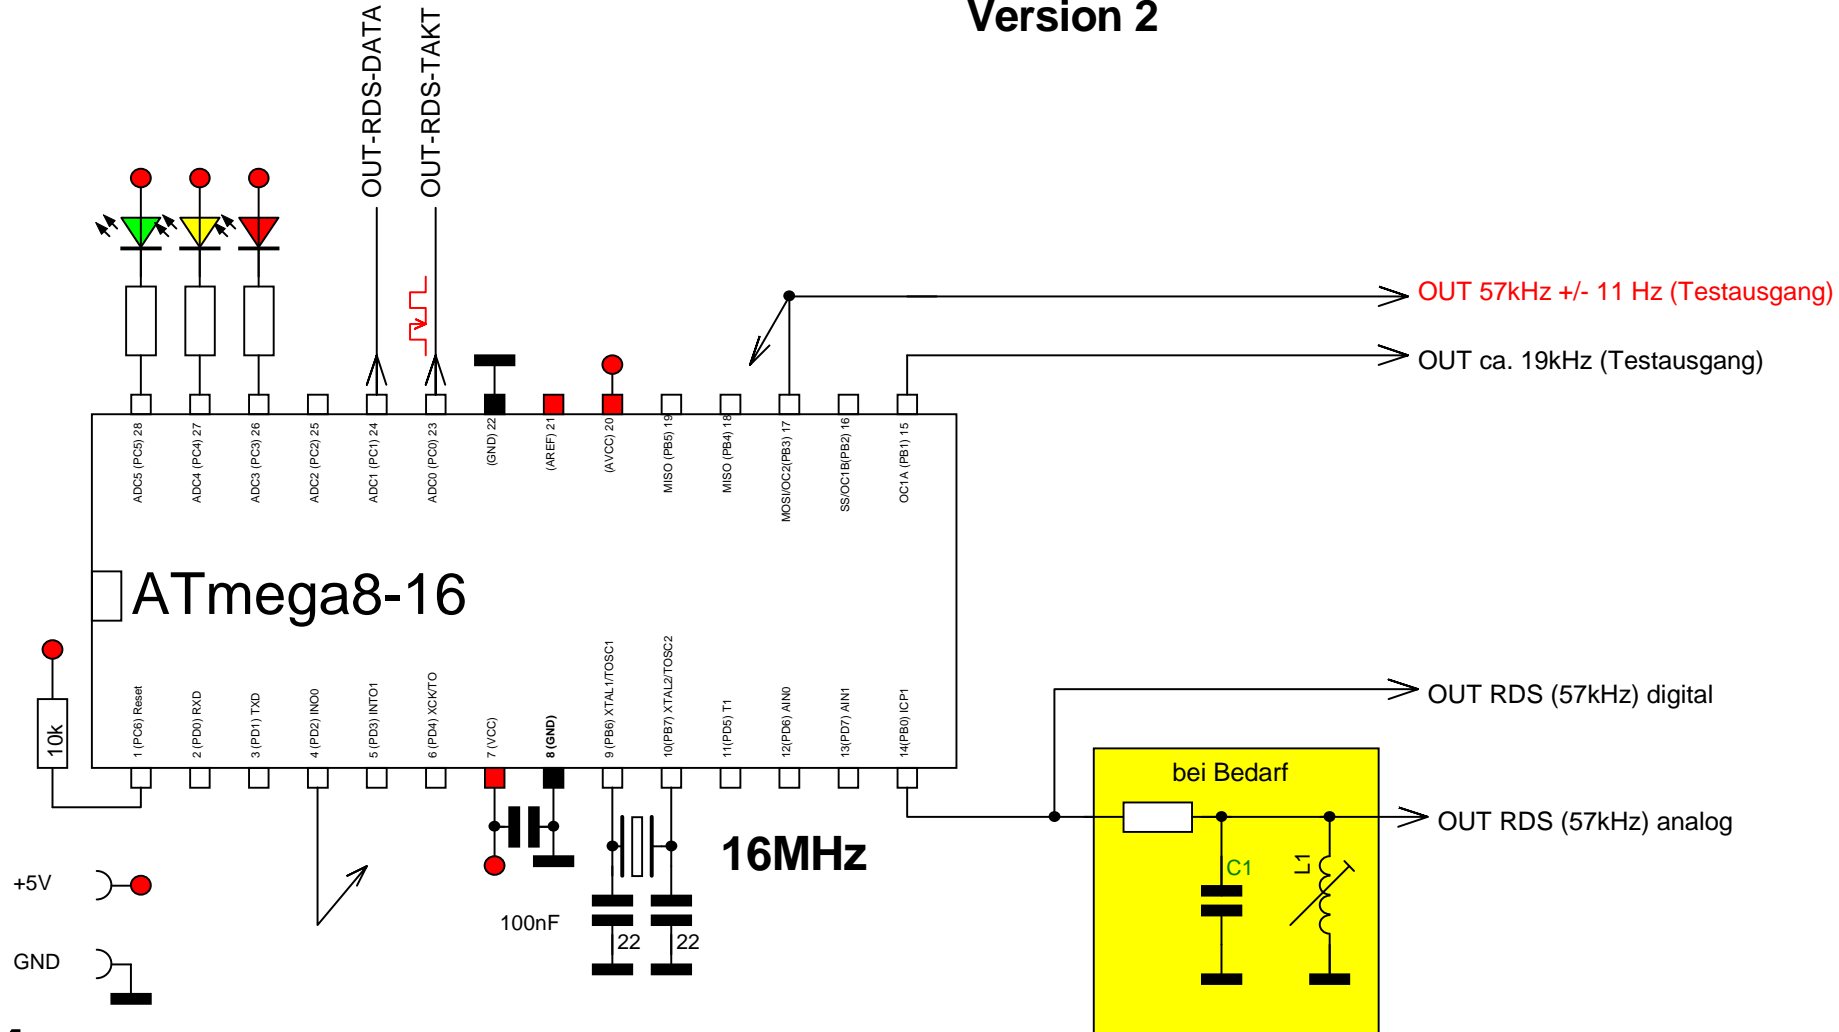 Version 2
OUT-RDS-DATA
OUT-RDS-TAKT
OUT 57kHz +/- 11 Hz (Testausgang)
OUT ca. 19kHz (Testausgang)
ADC5 (PC5) 28
ADC4 (PC4) 27
ADC3 (PC3) 26
ADC2 (PC2) 25
ADC1 (PC1) 24
ADC0 (PC0) 23
(GND) 22
(AREF) 21
(AVCC) 20
MISO (PB5) 19
MISO (PB4) 18
MOSI/OC2(PB3) 17
SS/OC1B(PB2) 16
OC1A (PB1) 15
ATmega8-16
10k
1 (PC6) Reset
2 (PD0) RXD
3 (PD1) TXD
4 (PD2) INO0
5 (PD3) INTO1
6 (PD4) XCK/TO
7 (VCC)
8 (GND)
9 (PB6) XTAL1/TOSC1
10(PB7) XTAL2/TOSC2
11(PD5) T1
12(PD6) AIN0
13(PD7) AIN1
14(PB0) ICP1
OUT RDS (57kHz) digital
bei Bedarf
OUT RDS (57kHz) analog
16MHz
C1
L1
+5V
100nF
22
22
GND